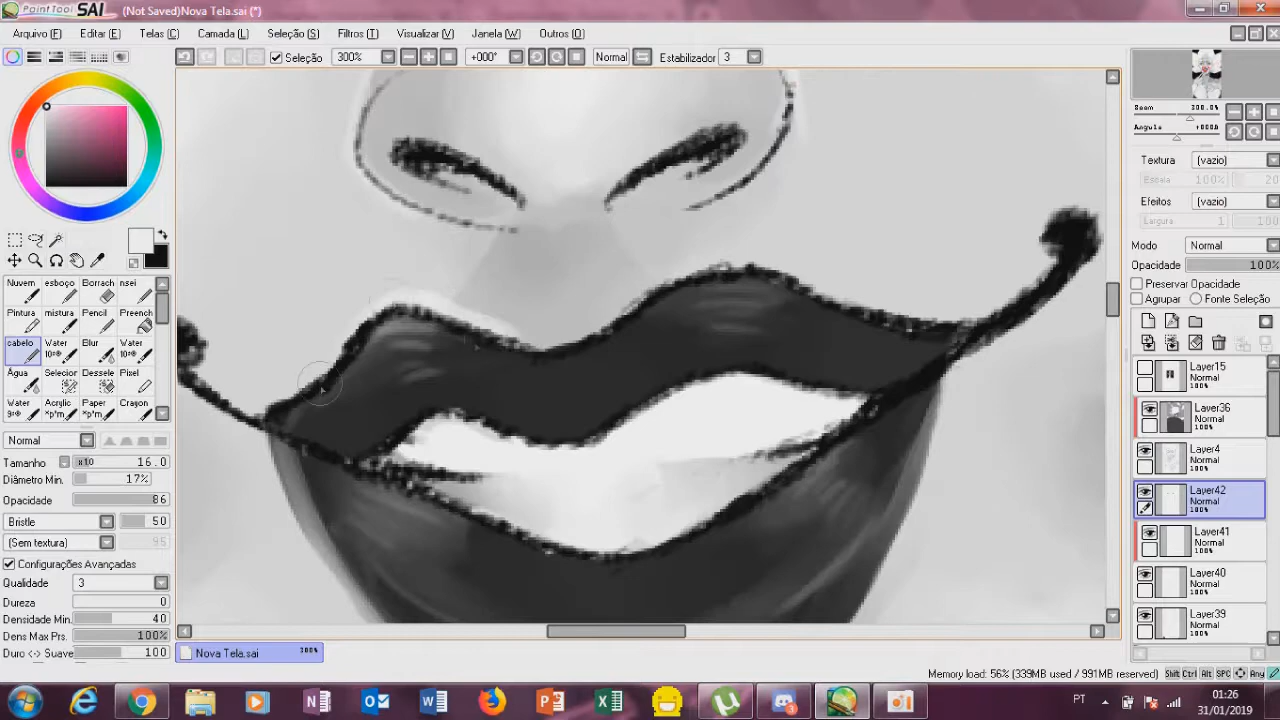 PaintTool SAI (Not Saved)Nova Tela.sai (*)
Arquivo (F) Editar (E) Telas (C) Camada (L) Seleção (S) Filtros (T) Visualizar (V) Janela (W) Outros (O)
Seleção 300% +000° Normal Estabilizador 3
Zoom 300.0%
Angulo +000A
Textura (vazio)
Escala 100% 20
Efeitos (vazio)
Largura 1 100
Modo Normal
Opacidade 100%
Preservar Opacidade
Agrupar Fonte Seleção
Nuvem esboço Borrach nsei
Pintura mistura Pencil Preench
cabelo Water Blur Water
Água Selecior Dessele Pixel
Water Acrylic Paper Crayon
Normal
Tamanho x10 16.0
Diâmetro Min. 17%
Opacidade 86
Bristle 50
(Sem textura) 95
Configurações Avançadas
Qualidade 3
Dureza 0
Densidade Min. 40
Dens Max Prs. 100%
Duro <-> Suave 100
Layer15
Normal
100%
Layer36
Normal
100%
Layer4
Normal
100%
Layer42
Normal
100%
Layer41
Normal
100%
Layer40
Normal
100%
Layer39
Normal
100%
Nova Tela.sai 300%
Memory load: 56% (339MB used / 991MB reserved) Shift Ctrl Alt SPC Any
PT 01:26
31/01/2019